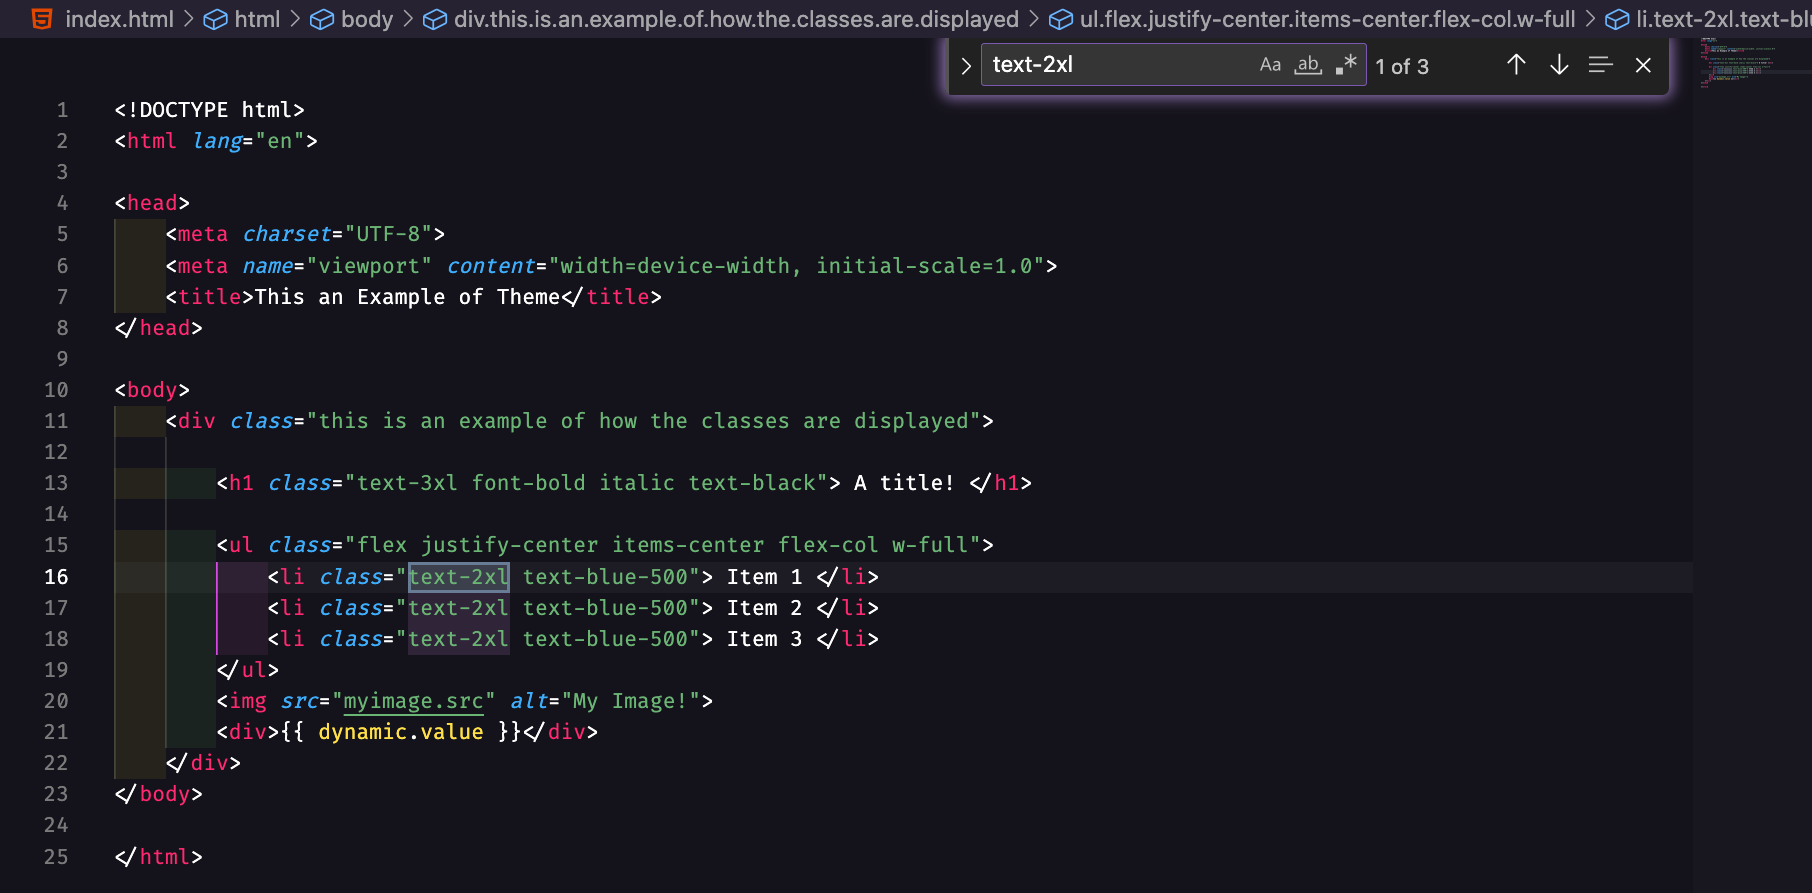 index.html > html > body > div.this.is.an.example.of.how.the.classes.are.displayed > ul.flex.justify-center.items-center.flex-col.w-full >
text-2xl Aa ab .* 1 of 3
1 <!DOCTYPE html>
2 <html lang="en">
3
4 <head>
5     <meta charset="UTF-8">
6     <meta name="viewport" content="width=device-width, initial-scale=1.0">
7     <title>This an Example of Theme</title>
8 </head>
9
10 <body>
11     <div class="this is an example of how the classes are displayed">
12
13         <h1 class="text-3xl font-bold italic text-black"> A title! </h1>
14
15         <ul class="flex justify-center items-center flex-col w-full">
16             <li class="text-2xl text-blue-500"> Item 1 </li>
17             <li class="text-2xl text-blue-500"> Item 2 </li>
18             <li class="text-2xl text-blue-500"> Item 3 </li>
19         </ul>
20         <img src="myimage.src" alt="My Image!">
21         <div>{{ dynamic.value }}</div>
22     </div>
23 </body>
24
25 </html>